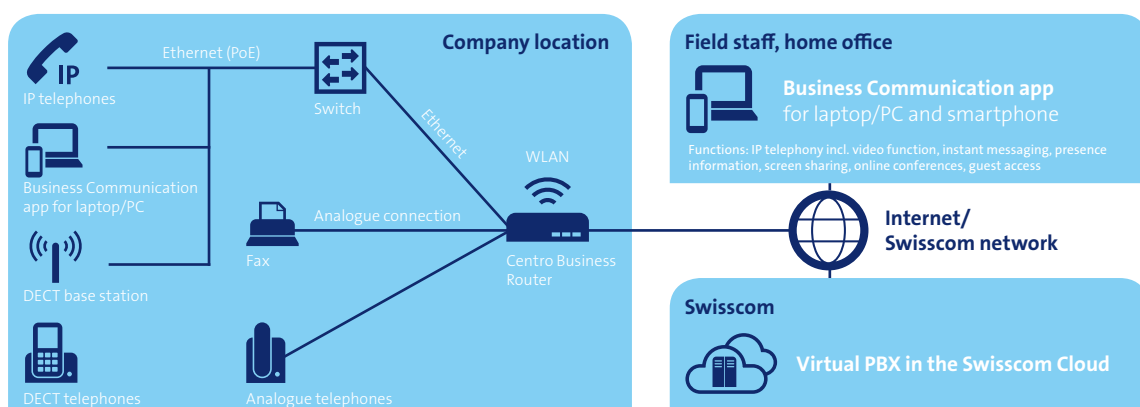 Company location
Ethernet (PoE)
IP
IP telephones
Switch
Ethernet
Business Communication
app for laptop/PC
WLAN
Analogue connection
Fax
Centro Business
Router
DECT base station
DECT telephones
Analogue telephones
Field staff, home office
Business Communication app
for laptop/PC and smartphone
Functions: IP telephony incl. video function, instant messaging, presence
information, screen sharing, online conferences, guest access
Internet/
Swisscom network
Swisscom
Virtual PBX in the Swisscom Cloud